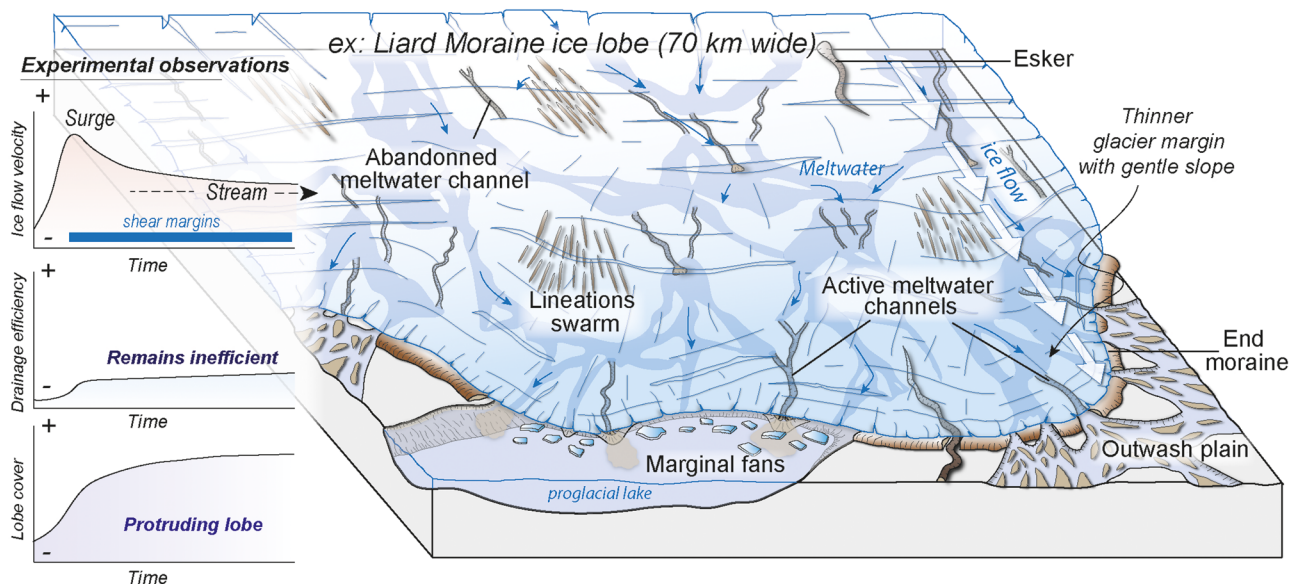 ex: Liard Moraine ice lobe (70 km wide)
Experimental observations
+
Surge
Stream
shear margins
-
Ice flow velocity
Time
+
Remains inefficient
-
Drainage efficiency
Time
+
Protruding lobe
-
Lobe cover
Time
Esker
Thinner
glacier margin
with gentle slope
Abandonned
meltwater channel
Meltwater
ice flow
Lineations
swarm
Active meltwater
channels
End
moraine
Marginal fans
Outwash plain
proglacial lake